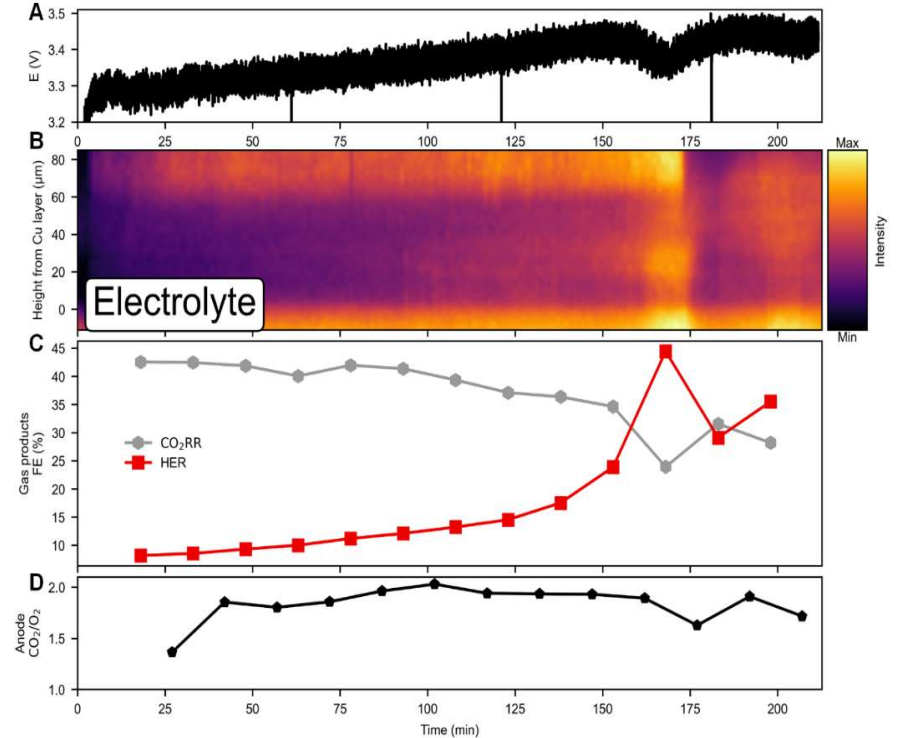 A
3.5
3.4
3.3
3.2
E (V)
0 25 50 75 100 125 150 175 200
B
80
60
40
20
0
Height from Cu layer (µm)
Electrolyte
Max
Intensity
Min
C
45
40
35
30
25
20
15
10
Gas products
FE (%)
CO₂RR
HER
D
2.0
1.5
1.0
Anode
CO₂/O₂
0 25 50 75 100 125 150 175 200
Time (min)